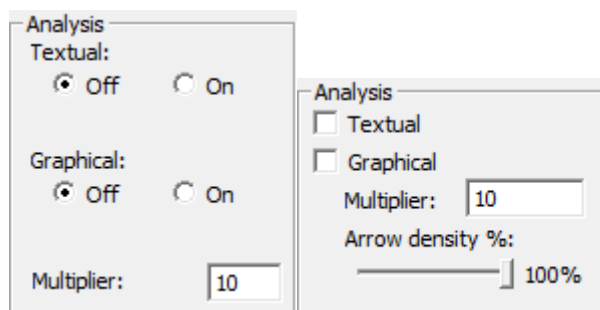 Analysis
Textual:
Off On
Graphical:
Off On
Multiplier: 10
Analysis
Textual
Graphical
Multiplier: 10
Arrow density %:
100%